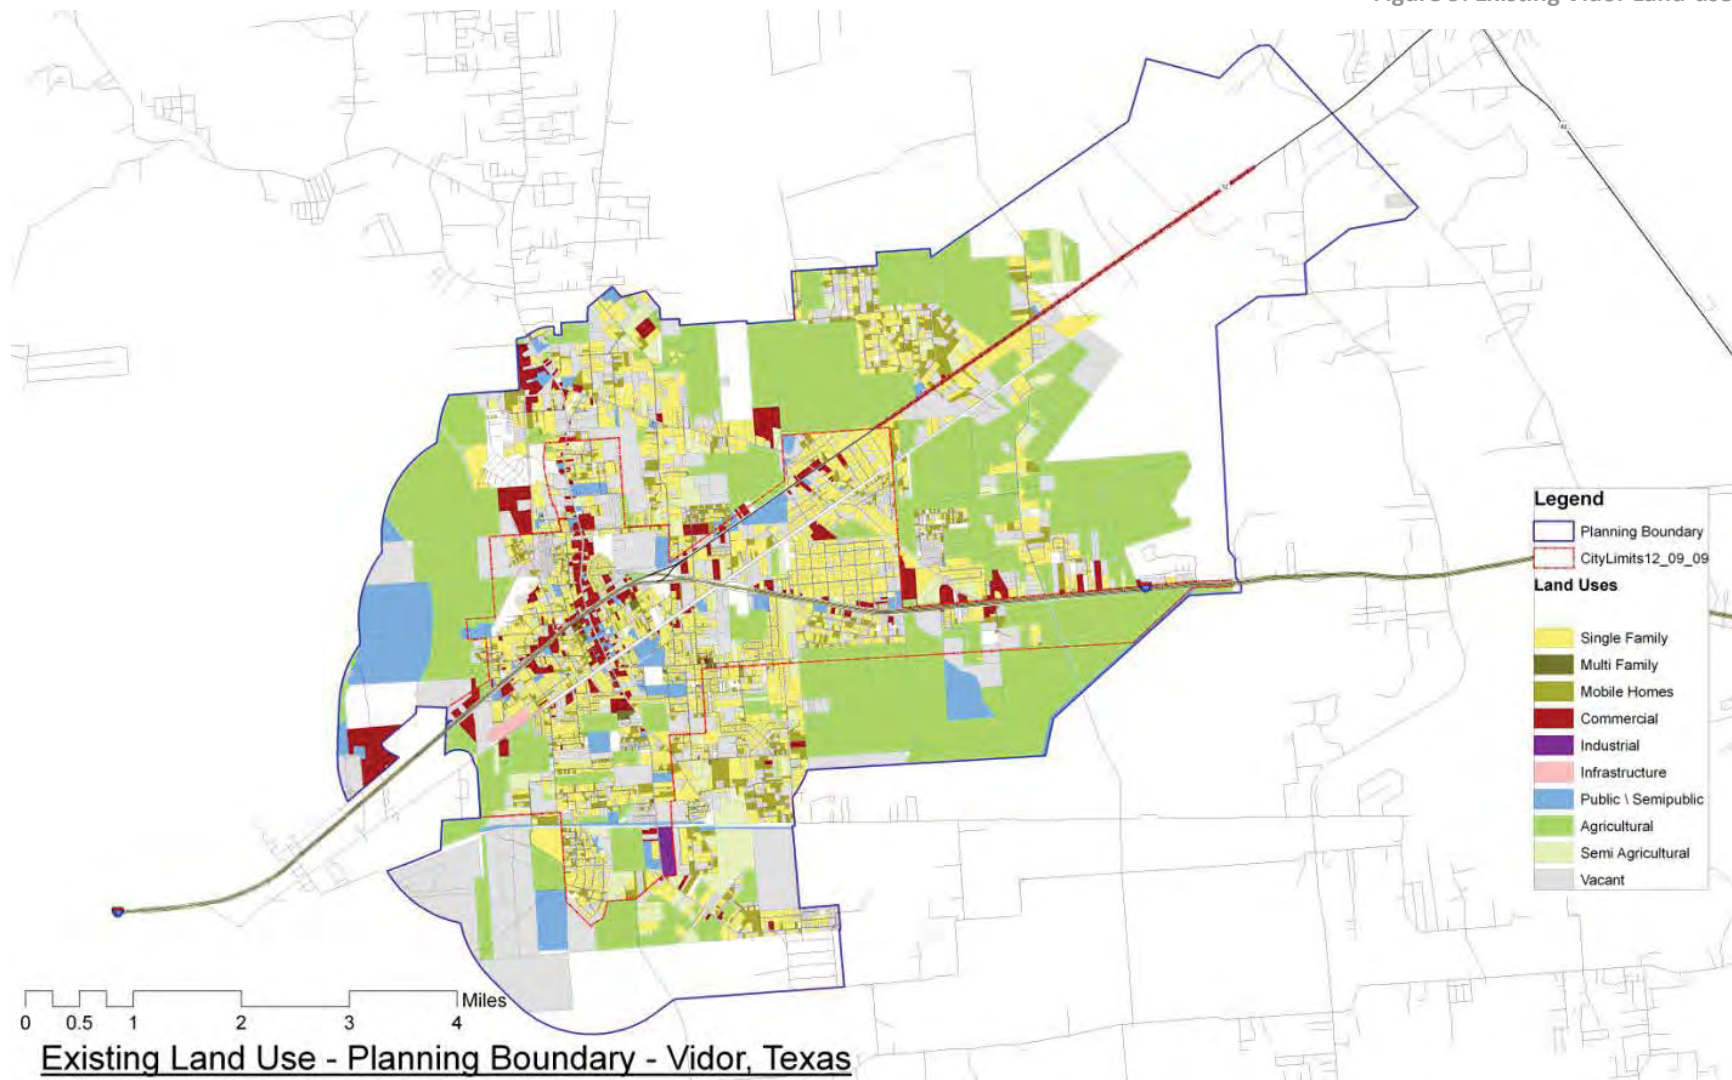 Legend
Planning Boundary
CityLimits12_09_09
Land Uses
Single Family
Multi Family
Mobile Homes
Commercial
Industrial
Infrastructure
Public \ Semipublic
Agricultural
Semi Agricultural
Vacant
Miles
0 0.5 1 2 3 4
Existing Land Use - Planning Boundary - Vidor, Texas